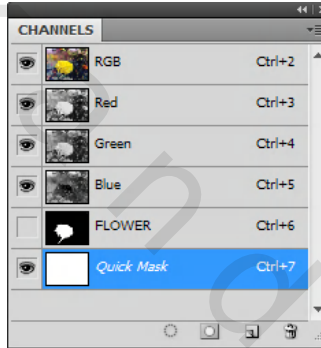 CHANNELS
RGB Ctrl+2
Red Ctrl+3
Green Ctrl+4
Blue Ctrl+5
FLOWER Ctrl+6
Quick Mask Ctrl+7